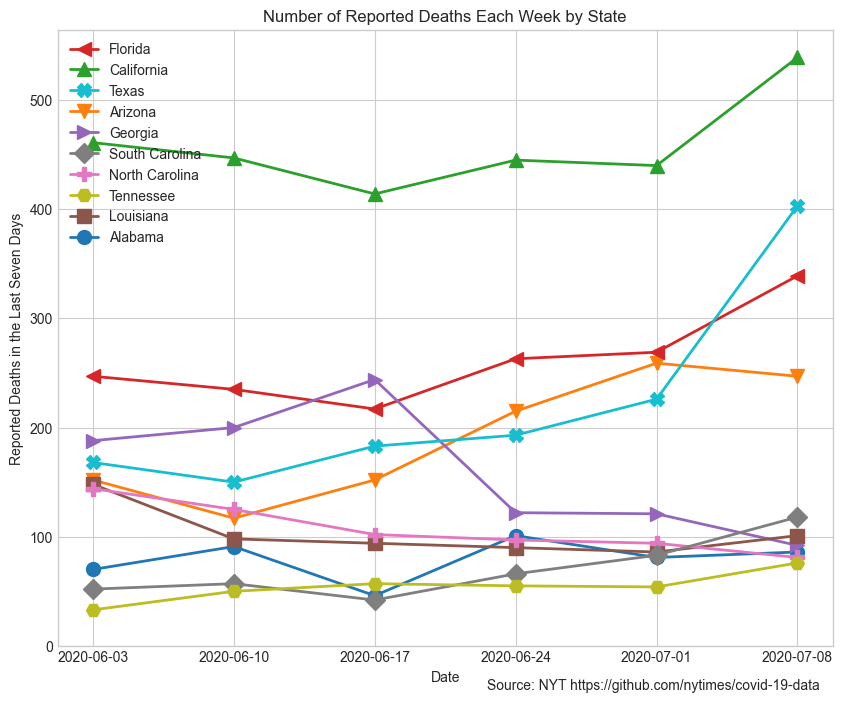 Number of Reported Deaths Each Week by State
Florida
California
Texas
Arizona
Georgia
South Carolina
North Carolina
Tennessee
Louisiana
Alabama
Reported Deaths in the Last Seven Days
500
400
300
200
100
0
2020-06-03 2020-06-10 2020-06-17 2020-06-24 2020-07-01 2020-07-08
Date
Source: NYT https://github.com/nytimes/covid-19-data